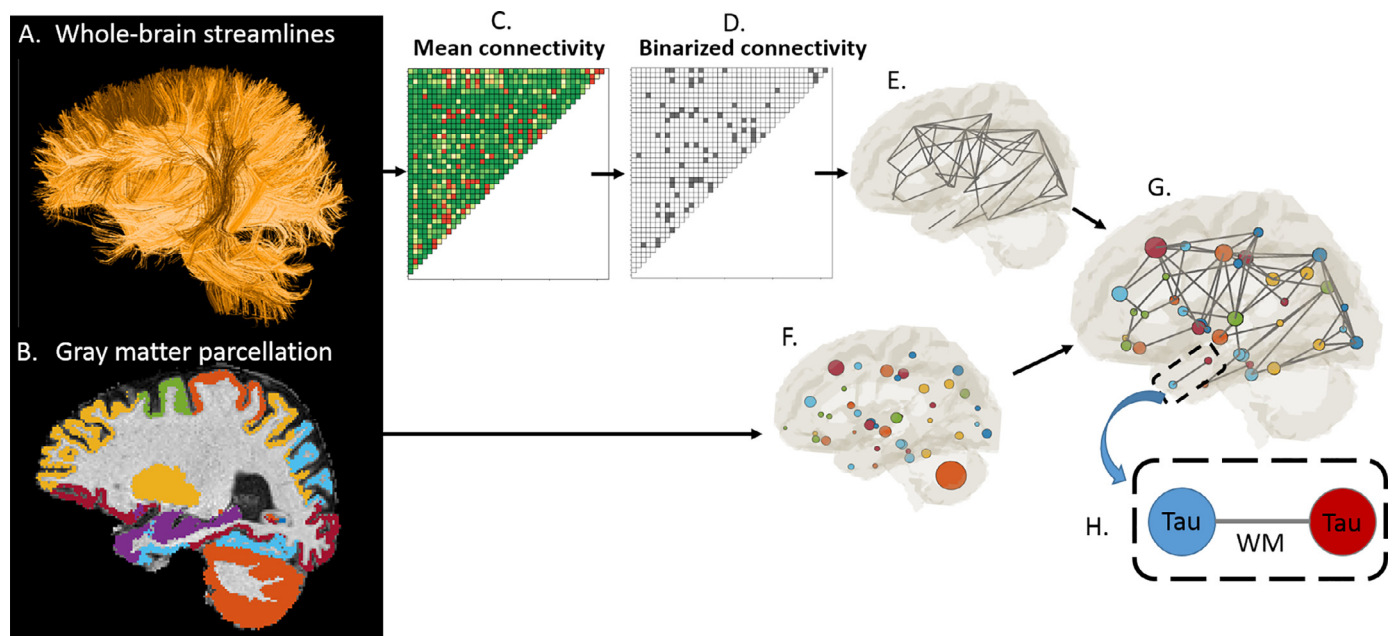 A. Whole-brain streamlines
C.
Mean connectivity
D.
Binarized connectivity
E.
G.
B. Gray matter parcellation
F.
H.
Tau
WM
Tau